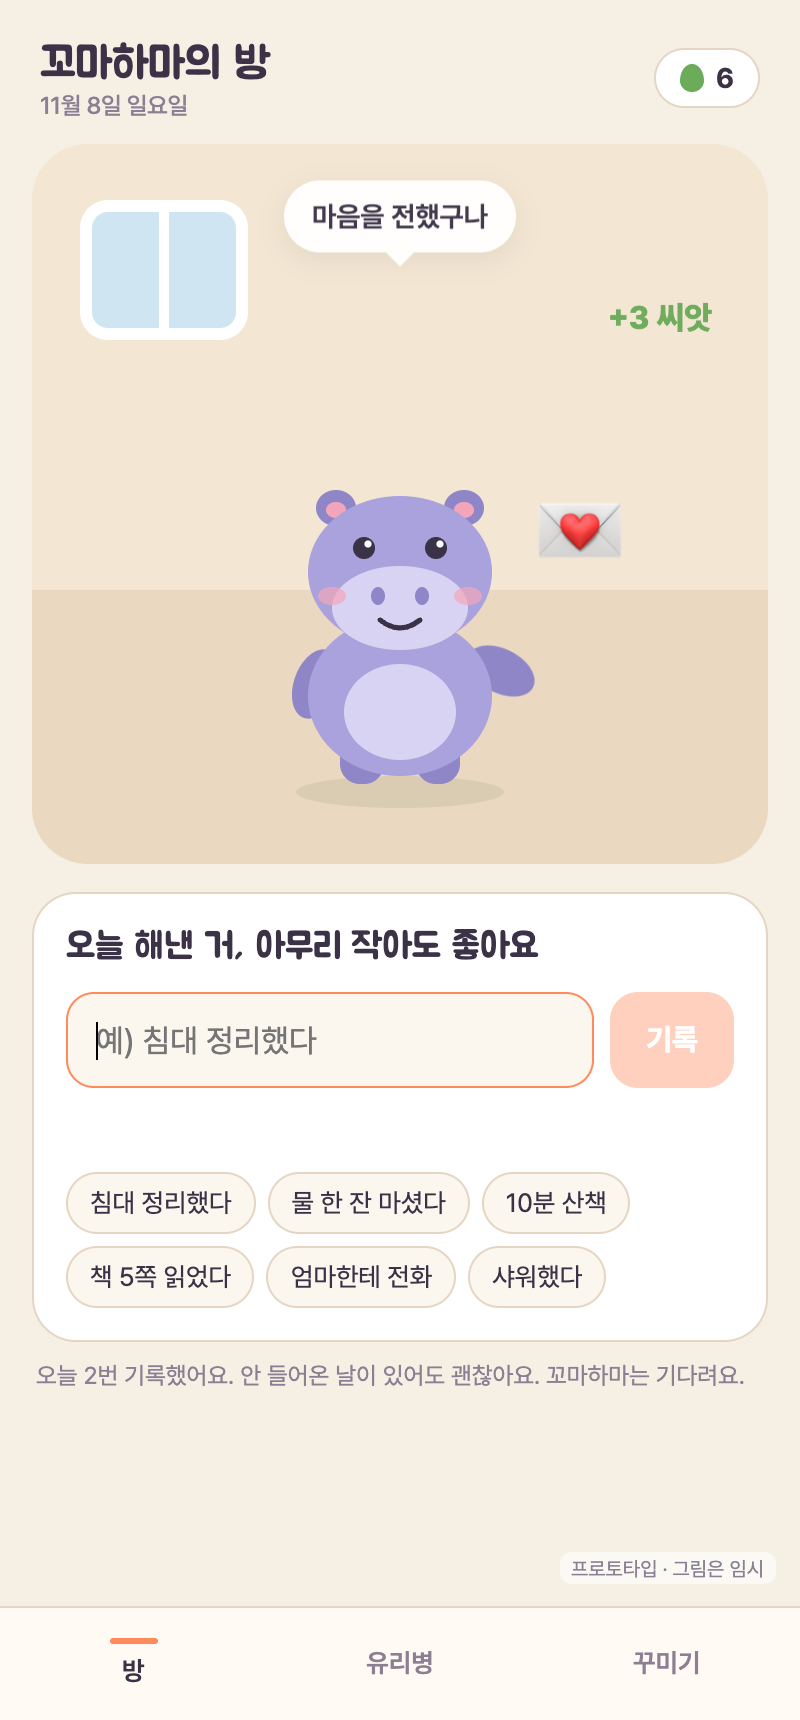 꼬마하마의 방
11월 8일 일요일
6
마음을 전했구나
+3 씨앗
오늘 해낸 거, 아무리 작아도 좋아요
예) 침대 정리했다
기록
침대 정리했다
물 한 잔 마셨다
10분 산책
책 5쪽 읽었다
엄마한테 전화
샤워했다
오늘 2번 기록했어요. 안 들어온 날이 있어도 괜찮아요. 꼬마하마는 기다려요.
프로토타입 · 그림은 임시
방
유리병
꾸미기